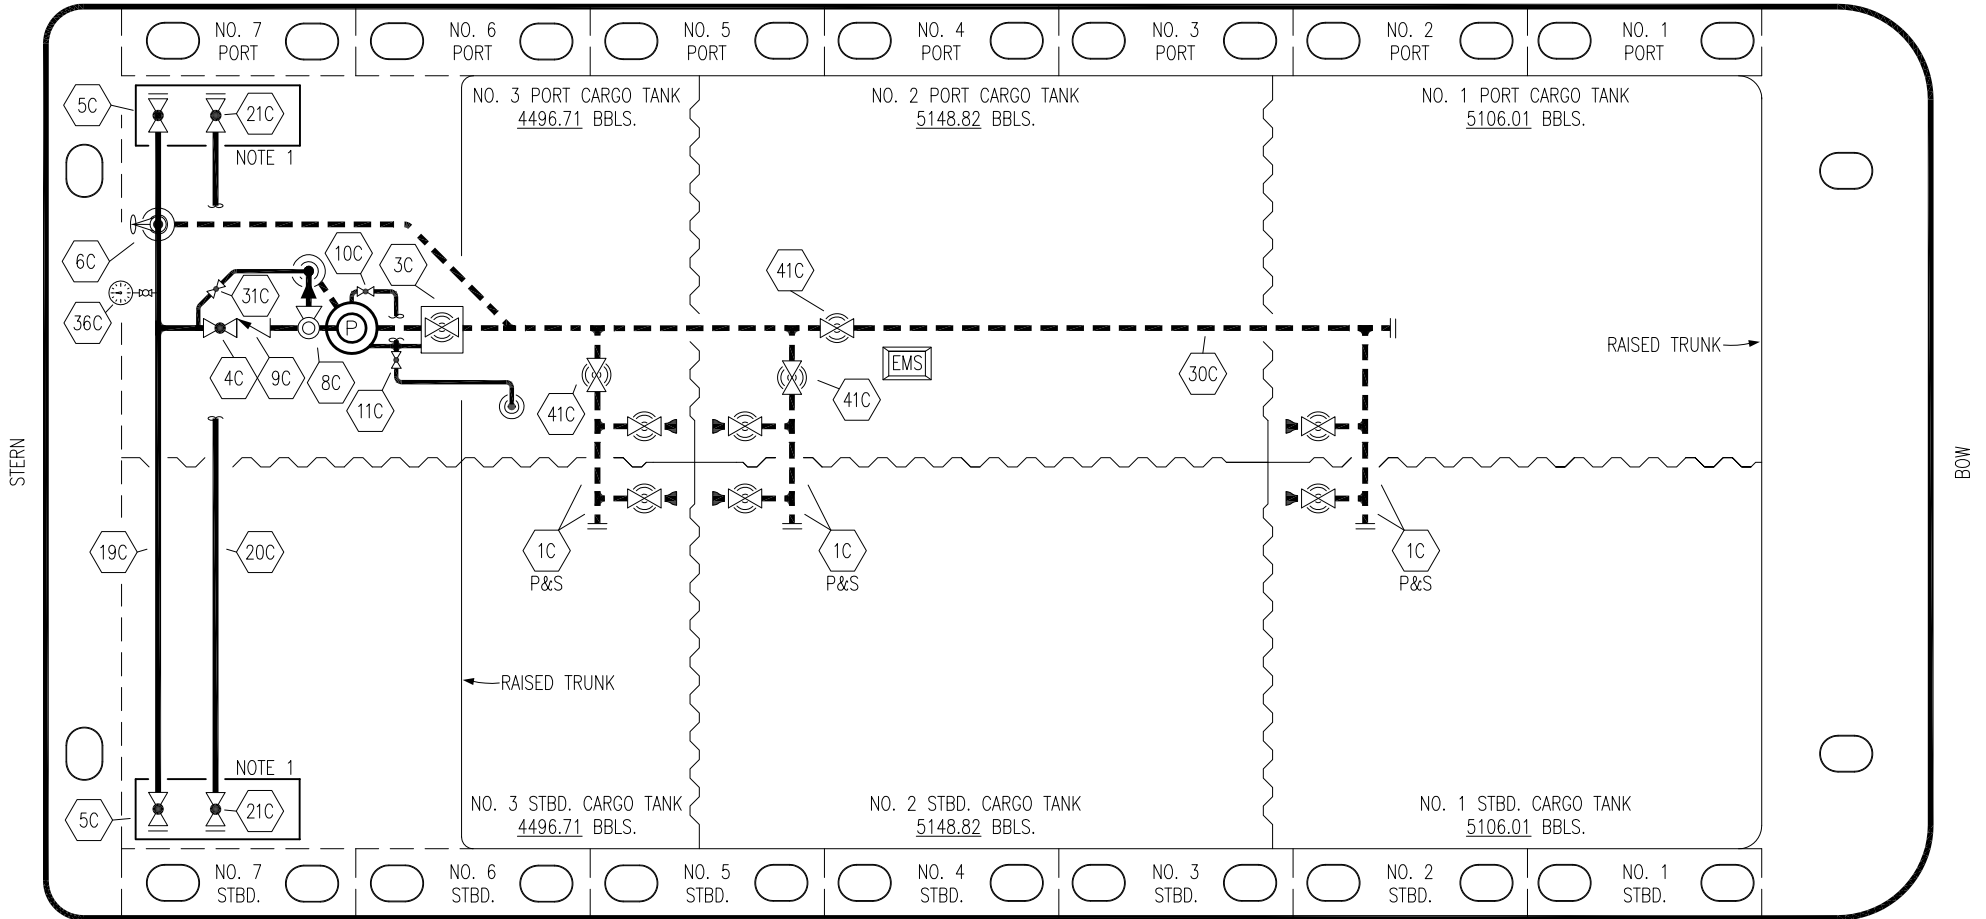 NO. 7
PORT
NO. 6
PORT
NO. 5
PORT
NO. 4
PORT
NO. 3
PORT
NO. 2
PORT
NO. 1
PORT
NO. 3 PORT CARGO TANK
4496.71 BBLS.
NO. 2 PORT CARGO TANK
5148.82 BBLS.
NO. 1 PORT CARGO TANK
5106.01 BBLS.
5C
21C
NOTE 1
6C
10C
3C
41C
31C
36C
P
RAISED TRUNK
EMS
30C
4C
9C
8C
11C
41C
41C
STERN
BOW
19C
20C
1C
P&S
1C
P&S
1C
P&S
RAISED TRUNK
NOTE 1
5C
21C
NO. 3 STBD. CARGO TANK
4496.71 BBLS.
NO. 2 STBD. CARGO TANK
5148.82 BBLS.
NO. 1 STBD. CARGO TANK
5106.01 BBLS.
NO. 7
STBD.
NO. 6
STBD.
NO. 5
STBD.
NO. 4
STBD.
NO. 3
STBD.
NO. 2
STBD.
NO. 1
STBD.